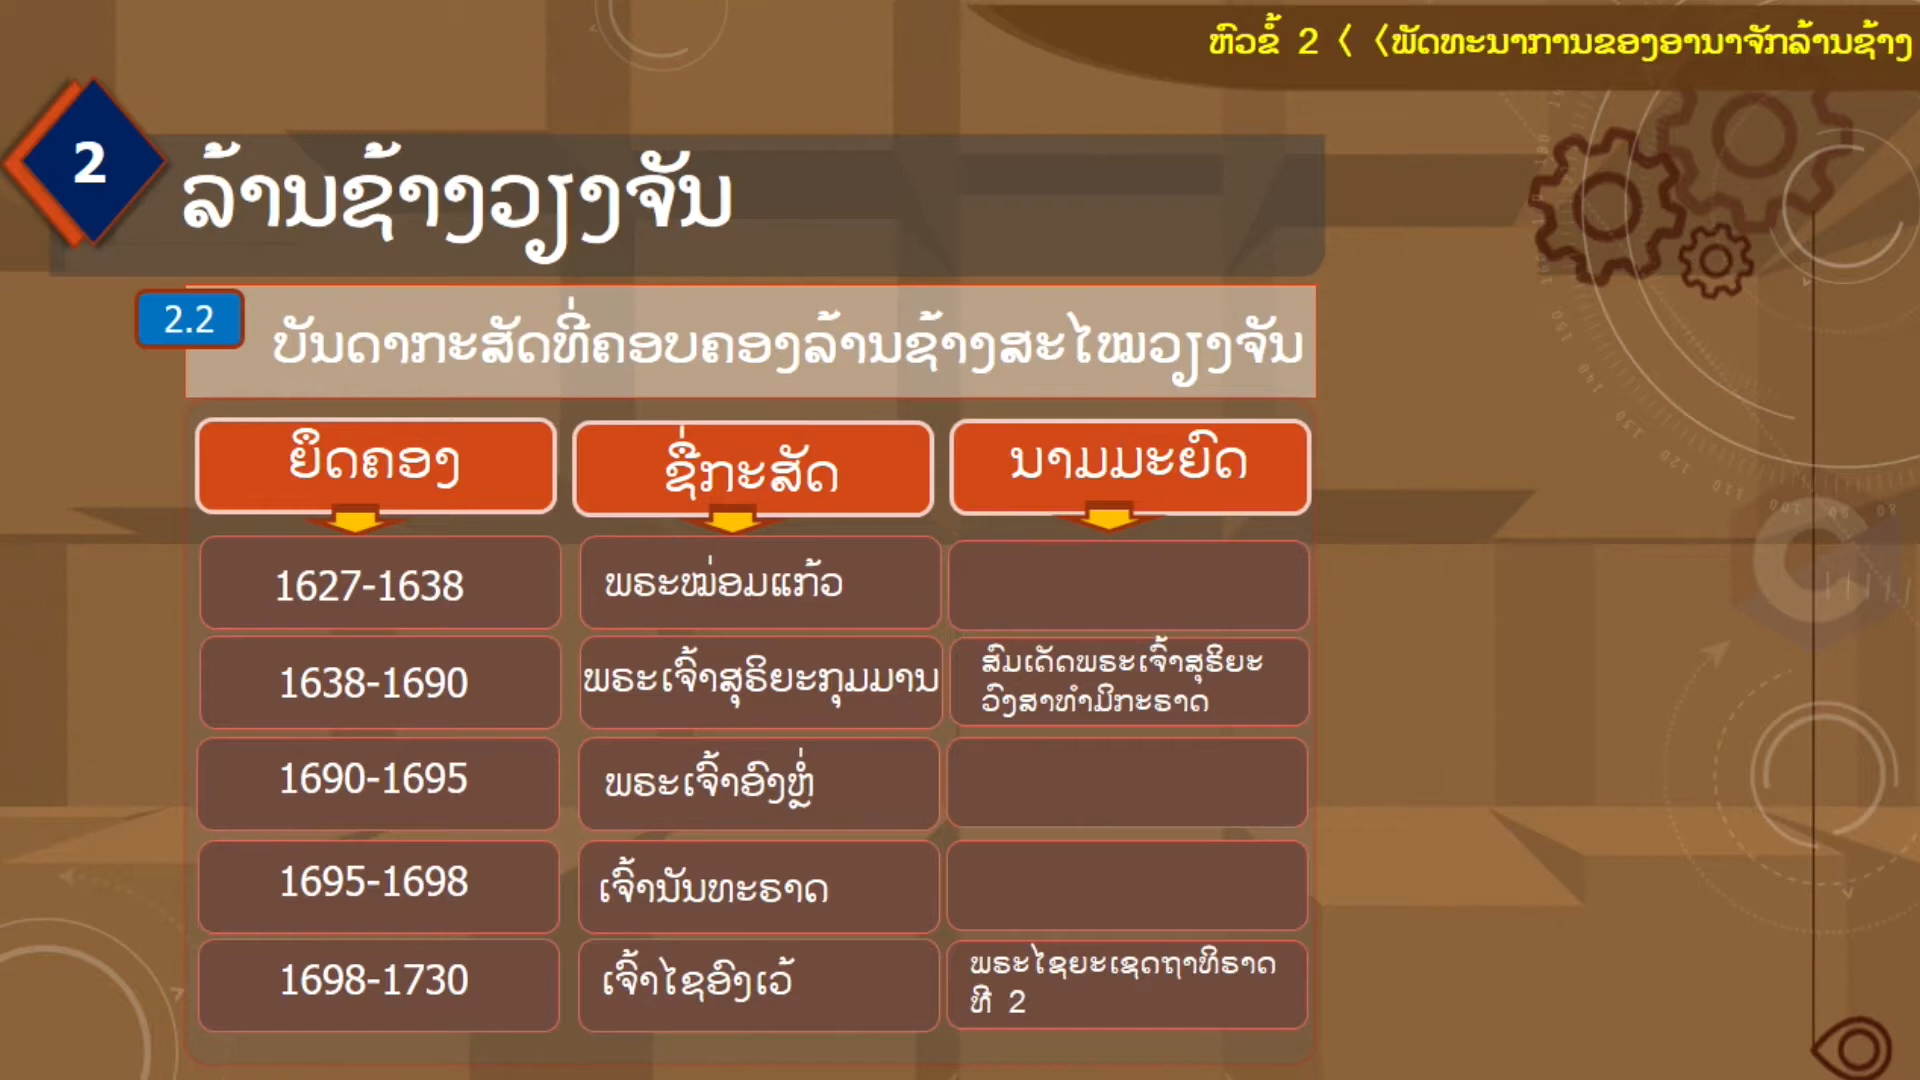 ຫົວຂໍ້ 2 〈〈ພັດທະນາການຂອງອານາຈັກລ້ານຊ້າງ
2
ລ້ານຊ້າງວຽງຈັນ
2.2
ບັນດາກະສັດທີ່ຄອບຄອງລ້ານຊ້າງສະໄໝວຽງຈັນ
ຍຶດຄອງ
ຊື່ກະສັດ
ນາມມະຍົດ
1627-1638
ພຣະໝ່ອມແກ້ວ
1638-1690
ພຣະເຈົ້າສຸຣິຍະກຸມມານ
ສົມເດັດພຣະເຈົ້າສຸຣິຍະ
ວົງສາທຳມິກະຣາດ
1690-1695
ພຣະເຈົ້າອົງຫຼໍ່
1695-1698
ເຈົ້ານັນທະຣາດ
1698-1730
ເຈົ້າໄຊອົງເວ້
ພຣະໄຊຍະເຊດຖາທິຣາດ
ທີ 2